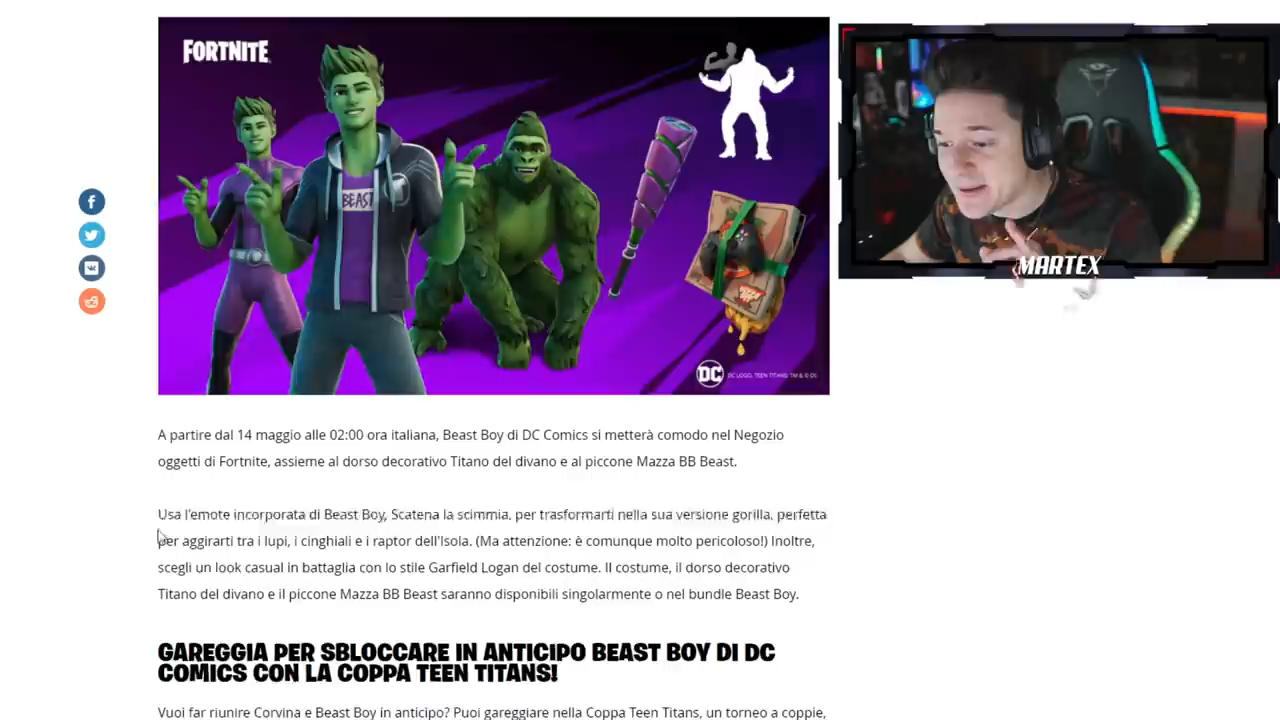 FORTNITE
BEAST
DC
DC LOGO, TEEN TITANS: TM & © DC
MARTEX
A partire dal 14 maggio alle 02:00 ora italiana, Beast Boy di DC Comics si metterà comodo nel Negozio
oggetti di Fortnite, assieme al dorso decorativo Titano del divano e al piccone Mazza BB Beast.
Usa l'emote incorporata di Beast Boy, Scatena la scimmia, per trasformarti nella sua versione gorilla, perfetta
per aggirarti tra i lupi, i cinghiali e i raptor dell'Isola. (Ma attenzione: è comunque molto pericoloso!) Inoltre,
scegli un look casual in battaglia con lo stile Garfield Logan del costume. Il costume, il dorso decorativo
Titano del divano e il piccone Mazza BB Beast saranno disponibili singolarmente o nel bundle Beast Boy.
GAREGGIA PER SBLOCCARE IN ANTICIPO BEAST BOY DI DC
COMICS CON LA COPPA TEEN TITANS!
Vuoi far riunire Corvina e Beast Boy in anticipo? Puoi gareggiare nella Coppa Teen Titans, un torneo a coppie,